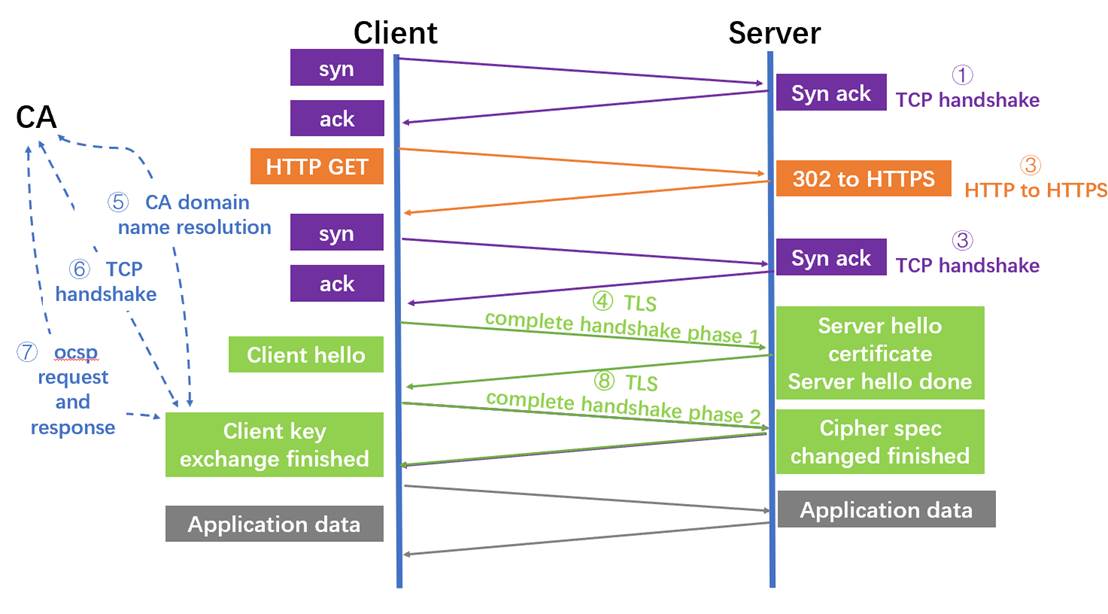 Client
Server
syn
Syn ack
①
TCP handshake
CA
ack
HTTP GET
302 to HTTPS
③
HTTP to HTTPS
⑤ CA domain
name resolution
syn
Syn ack
③
TCP handshake
⑥ TCP
handshake
ack
④ TLS
complete handshake phase 1
Client hello
Server hello
certificate
Server hello done
⑦ ocsp
request
and
response
⑧ TLS
complete handshake phase 2
Client key
exchange finished
Cipher spec
changed finished
Application data
Application data